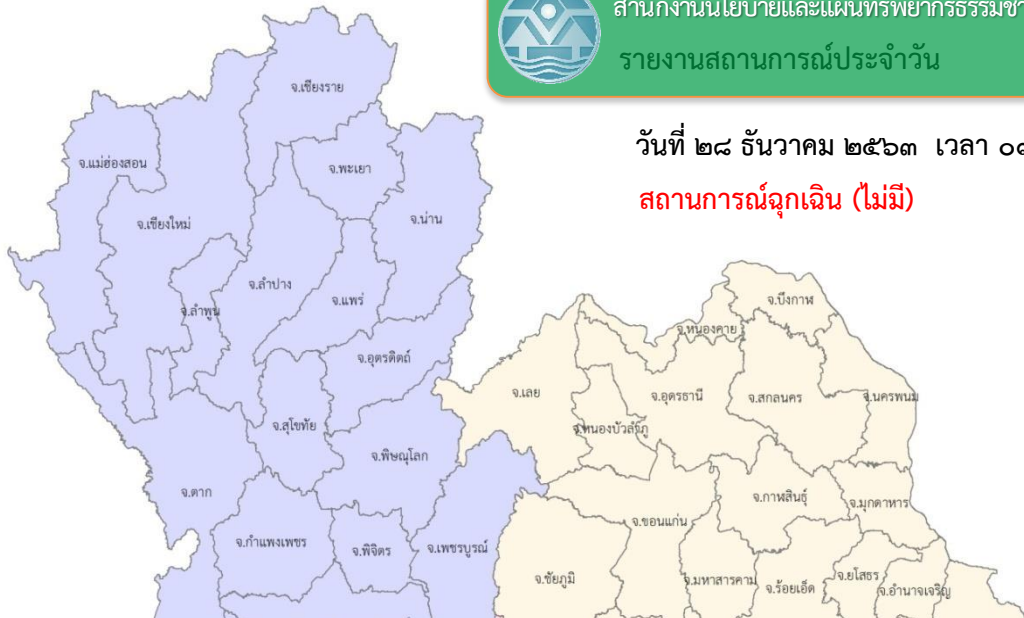 สำนักงานนโยบายและแผนทรัพยากรธรรมชา
รายงานสถานการณ์ประจำวัน
วันที่ ๒๘ ธันวาคม ๒๕๖๓ เวลา
สถานการณ์ฉุกเฉิน (ไม่มี)
จ.เชียงราย
จ.แม่ฮ่องสอน
จ.พะเยา
จ.เชียงใหม่
จ.น่าน
จ.ลำปาง
จ.แพร่
จ.ลำพูน
จ.บึงกาฬ
จ.หนองคาย
จ.อุตรดิตถ์
จ.เลย
จ.อุดรธานี
จ.สกลนคร
จ.นครพนม
จ.สุโขทัย
จ.หนองบัวลำภู
จ.พิษณุโลก
จ.ตาก
จ.กาฬสินธุ์
จ.มุกดาหาร
จ.ขอนแก่น
จ.กำแพงเพชร
จ.พิจิตร
จ.เพชรบูรณ์
จ.ชัยภูมิ
จ.มหาสารคาม
จ.ร้อยเอ็ด
จ.ยโสธร
จ.อำนาจเจริญ